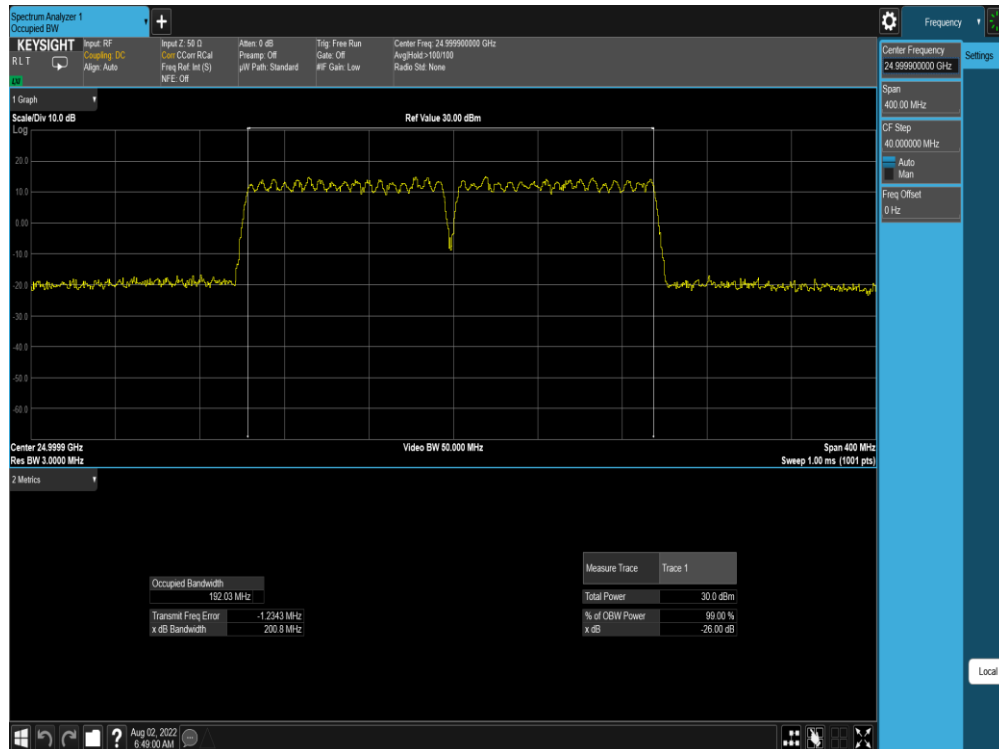 Spectrum Analyzer 1
Occupied BW
+
Frequency
KEYSIGHT
RLT
LV
Input: RF
Coupling: DC
Align: Auto
Input Z: 50 Ω
Corr CCorr RCal
Freq Ref: Int (S)
NFE: Off
Atten: 0 dB
Preamp: Off
µW Path: Standard
Trig: Free Run
Gate: Off
#IF Gain: Low
Center Freq: 24.999900000 GHz
Avg|Hold:>100/100
Radio Std: None
Center Frequency
24.999900000 GHz
Settings
Span
400.00 MHz
CF Step
40.000000 MHz
Auto
Man
Freq Offset
0 Hz
1 Graph
Scale/Div 10.0 dB
Ref Value 30.00 dBm
Log
20.0
10.0
0.00
-10.0
-20.0
-30.0
-40.0
-50.0
-60.0
Center 24.9999 GHz
Video BW 50.000 MHz
Span 400 MHz
Res BW 3.0000 MHz
Sweep 1.00 ms (1001 pts)
2 Metrics
Measure Trace Trace 1
Occupied Bandwidth
192.03 MHz
Total Power 30.0 dBm
Transmit Freq Error -1.2343 MHz
% of OBW Power 99.00 %
x dB Bandwidth 200.8 MHz
x dB -26.00 dB
Local
?
Aug 02, 2022
6:49:00 AM